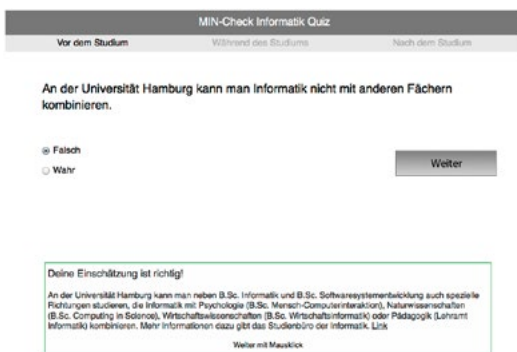 MIN-Check Informatik Quiz
Vor dem Studium Während des Studiums Nach dem Studium
An der Universität Hamburg kann man Informatik nicht mit anderen Fächern
kombinieren.
Falsch
Wahr
Weiter
Deine Einschätzung ist richtig!
An der Universität Hamburg kann man neben B.Sc. Informatik und B.Sc. Softwaresystementwicklung auch spezielle
Richtungen studieren, die Informatik mit Psychologie (B.Sc. Mensch-Computerinteraktion), Naturwissenschaften
(B.Sc. Computing in Science), Wirtschaftswissenschaften (B.Sc. Wirtschaftsinformatik) oder Pädagogik (Lehramt
Informatik) kombinieren. Mehr Informationen dazu gibt das Studienbüro der Informatik. Link
Weiter mit Mausklick